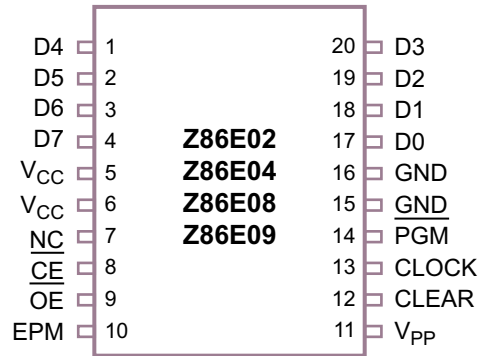 D4 1 20 D3
D5 2 19 D2
D6 3 18 D1
D7 4 Z86E02 17 D0
VCC 5 Z86E04 16 GND
VCC 6 Z86E08 15 GND
NC 7 Z86E09 14 PGM
CE 8 13 CLOCK
OE 9 12 CLEAR
EPM 10 11 VPP